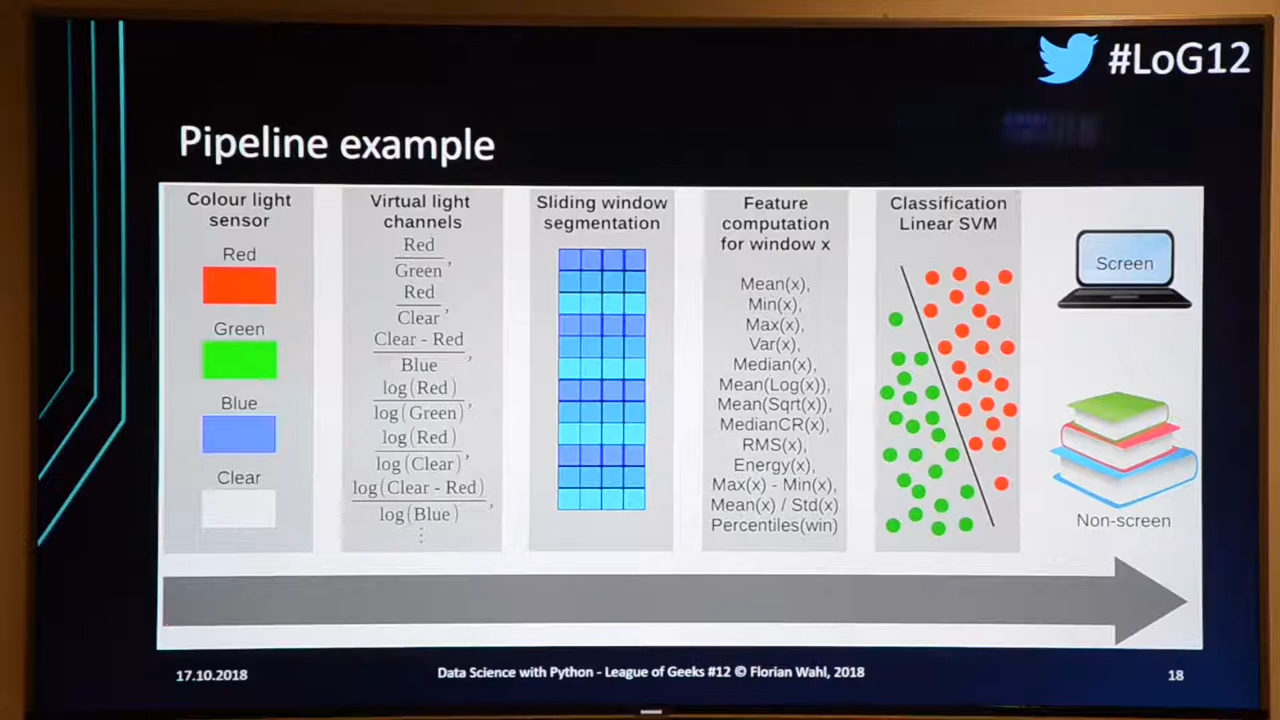 #LoG12
Pipeline example
Colour light
sensor
Red
Green
Blue
Clear
Virtual light
channels
Red
Green,
Red
Clear,
Clear - Red
Blue,
log(Red)
log(Green),
log(Red)
log(Clear),
log(Clear - Red)
log(Blue),
⋮
Sliding window
segmentation
Feature
computation
for window x
Mean(x),
Min(x),
Max(x),
Var(x),
Median(x),
Mean(Log(x)),
Mean(Sqrt(x)),
MedianCR(x),
RMS(x),
Energy(x),
Max(x) - Min(x),
Mean(x) / Std(x)
Percentiles(win)
Classification
Linear SVM
Screen
Non-screen
17.10.2018
Data Science with Python - League of Geeks #12 © Florian Wahl, 2018
18